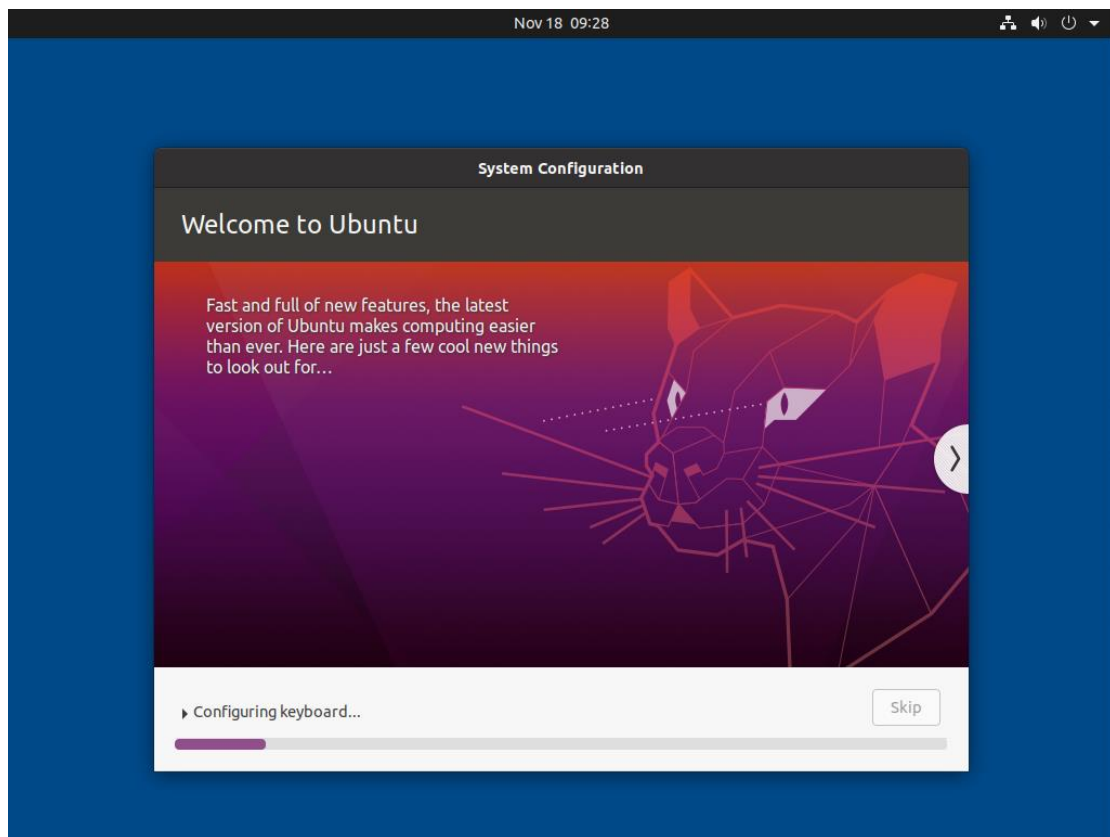 Nov 18 09:28
System Configuration
Welcome to Ubuntu
Fast and full of new features, the latest
version of Ubuntu makes computing easier
than ever. Here are just a few cool new things
to look out for…
Configuring keyboard...
Skip